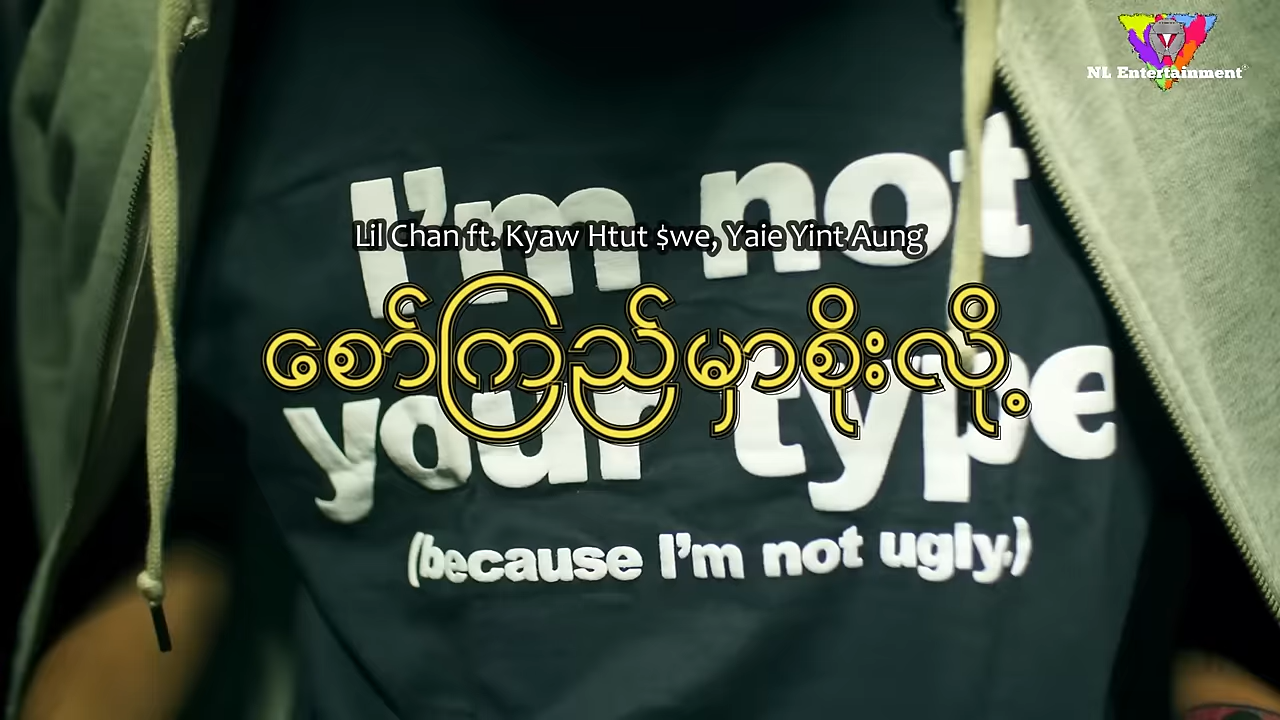 NL Entertainment
I'm not
Lil Chan ft. Kyaw Htut $we, Yaie Yint Aung
စော်ကြည်မှာစိုးလို့
your type
(because I'm not ugly.)